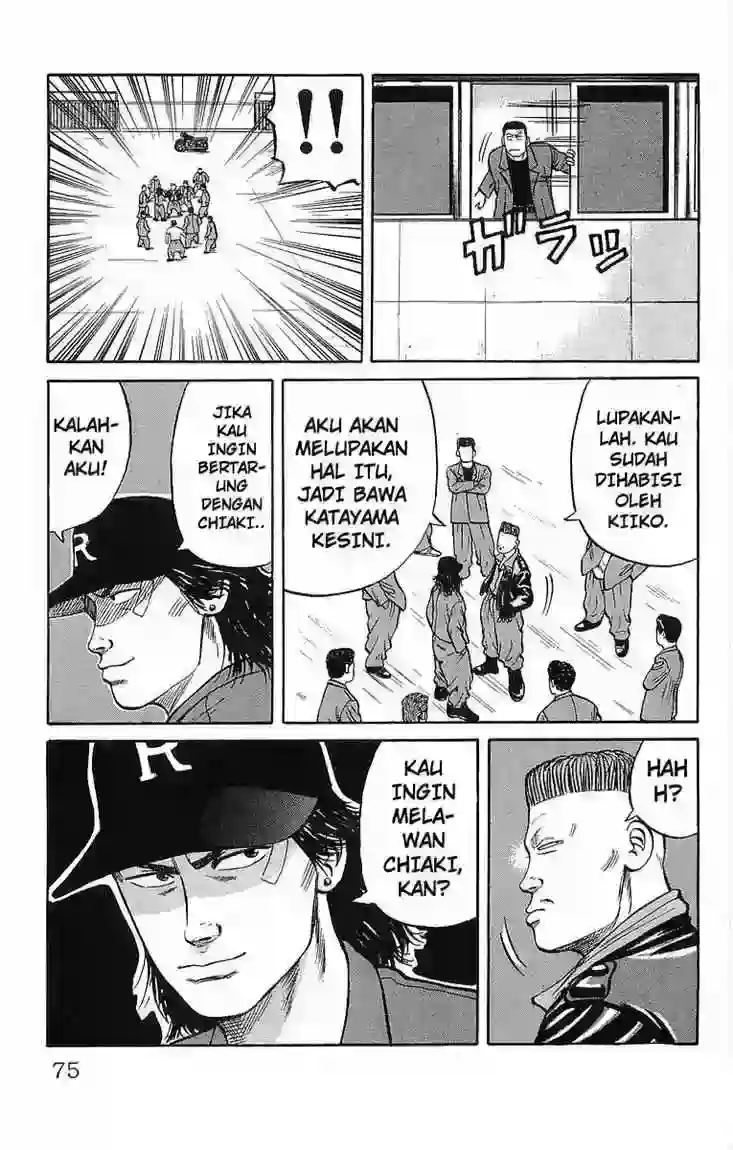 ガラッ
!!
LUPAKAN-
LAH. KAU
SUDAH
DIHABISI
OLEH
KIIKO.
AKU AKAN
MELUPAKAN
HAL ITU,
JADI BAWA
KATAYAMA
KESINI.
JIKA
KAU
INGIN
BERTAR-
UNG
DENGAN
CHIAKI..
KALAH-
KAN
AKU!
R
HAH
H?
KAU
INGIN
MELA-
WAN
CHIAKI,
KAN?
R
75